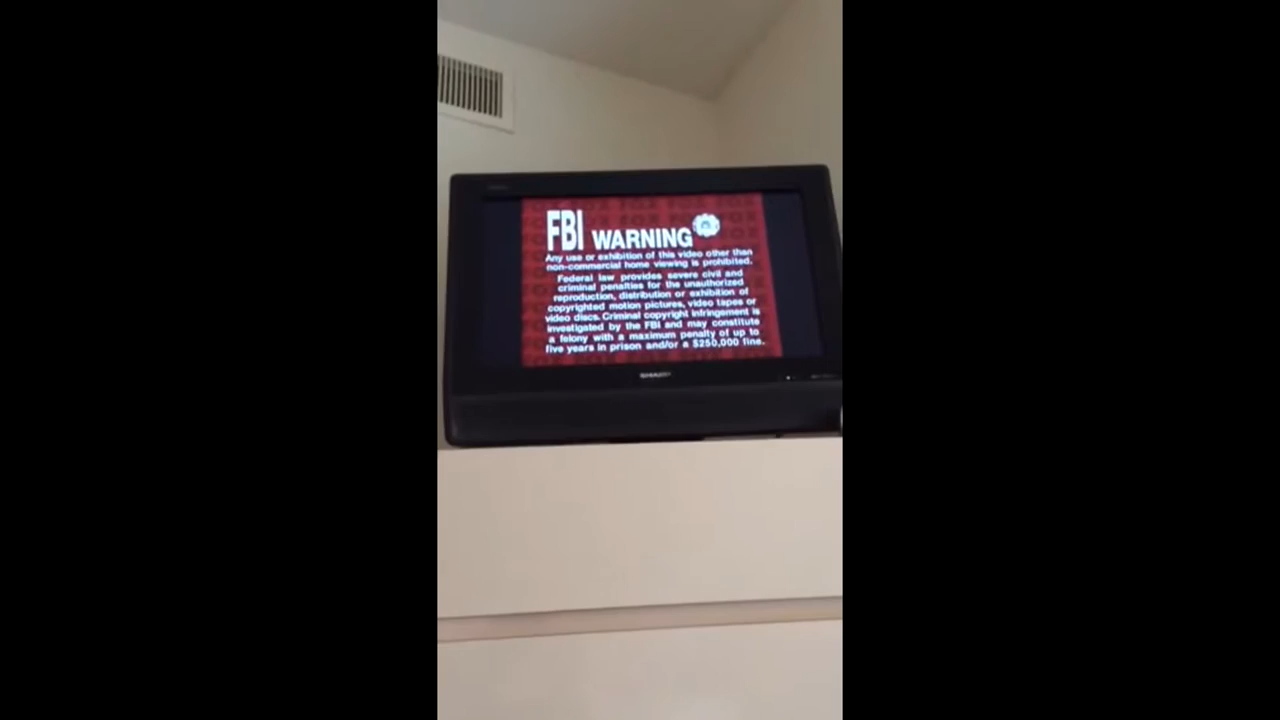 FBI WARNING
Any use or exhibition of this video other than
non-commercial home viewing is prohibited.
Federal law provides severe civil and
criminal penalties for the unauthorized
reproduction, distribution or exhibition of
copyrighted motion pictures, video tapes or
video discs. Criminal copyright infringement is
investigated by the FBI and may constitute
a felony with a maximum penalty of up to
five years in prison and/or a $250,000 fine.
SHARP